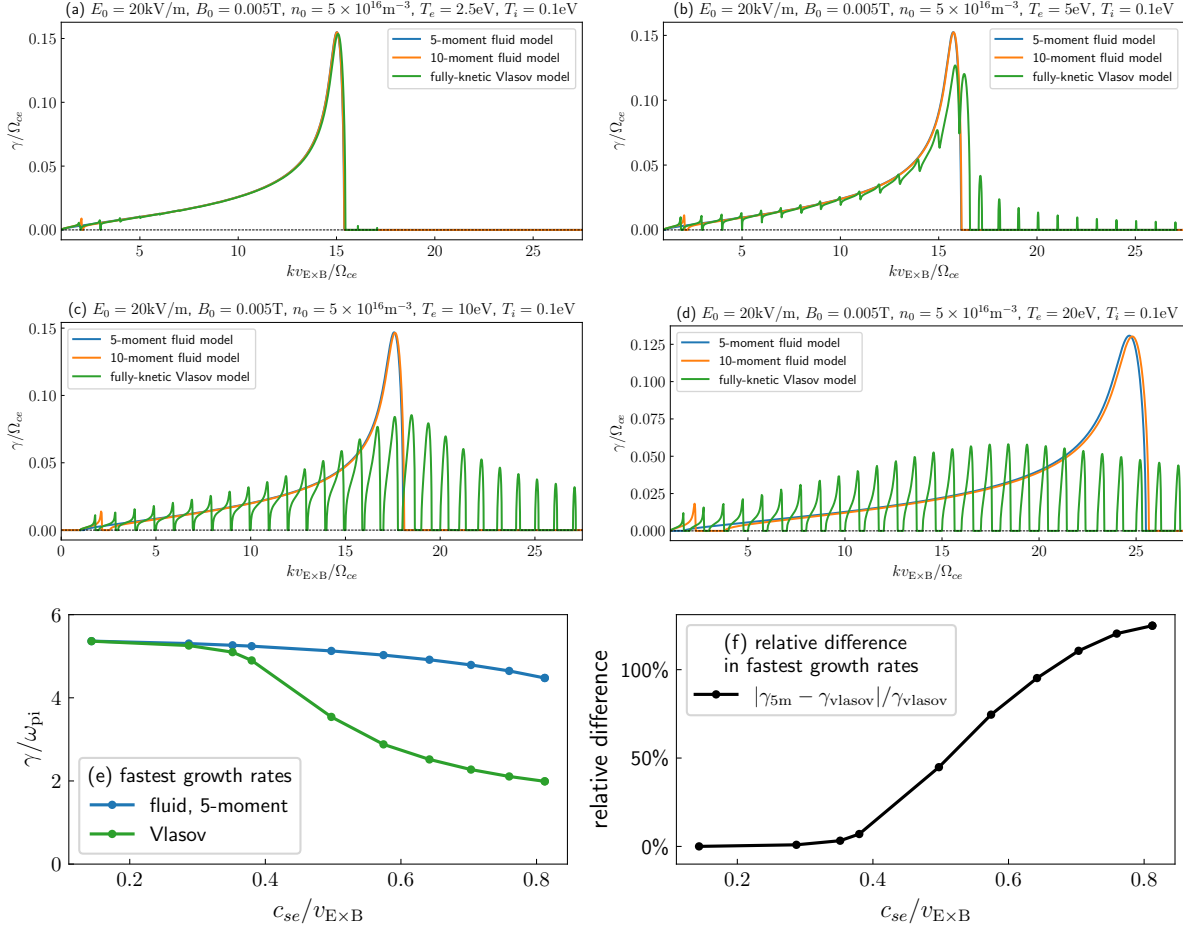 (a) E₀ = 20kV/m, B₀ = 0.005T, n₀ = 5 × 10¹⁶m⁻³, Tₑ = 2.5eV, Tᵢ = 0.1eV
0.15
0.10
0.05
0.00
γ/Ω_ce
5-moment fluid model
10-moment fluid model
fully-knetic Vlasov model
5 10 15 20 25
kv_E×B/Ω_ce
(b) E₀ = 20kV/m, B₀ = 0.005T, n₀ = 5 × 10¹⁶m⁻³, Tₑ = 5eV, Tᵢ = 0.1eV
0.15
0.10
0.05
0.00
γ/Ω_ce
5-moment fluid model
10-moment fluid model
fully-knetic Vlasov model
5 10 15 20 25
kv_E×B/Ω_ce
(c) E₀ = 20kV/m, B₀ = 0.005T, n₀ = 5 × 10¹⁶m⁻³, Tₑ = 10eV, Tᵢ = 0.1eV
0.15
0.10
0.05
0.00
γ/Ω_ce
5-moment fluid model
10-moment fluid model
fully-knetic Vlasov model
0 5 10 15 20 25
kv_E×B/Ω_ce
(d) E₀ = 20kV/m, B₀ = 0.005T, n₀ = 5 × 10¹⁶m⁻³, Tₑ = 20eV, Tᵢ = 0.1eV
0.125
0.100
0.075
0.050
0.025
0.000
γ/Ω_ce
5-moment fluid model
10-moment fluid model
fully-knetic Vlasov model
5 10 15 20 25
kv_E×B/Ω_ce
6
4
2
0
γ/ω_pi
(e) fastest growth rates
fluid, 5-moment
Vlasov
0.2 0.4 0.6 0.8
c_se/v_E×B
100%
50%
0%
relative difference
(f) relative difference
in fastest growth rates
|γ_5m − γ_vlasov|/γ_vlasov
0.2 0.4 0.6 0.8
c_se/v_E×B